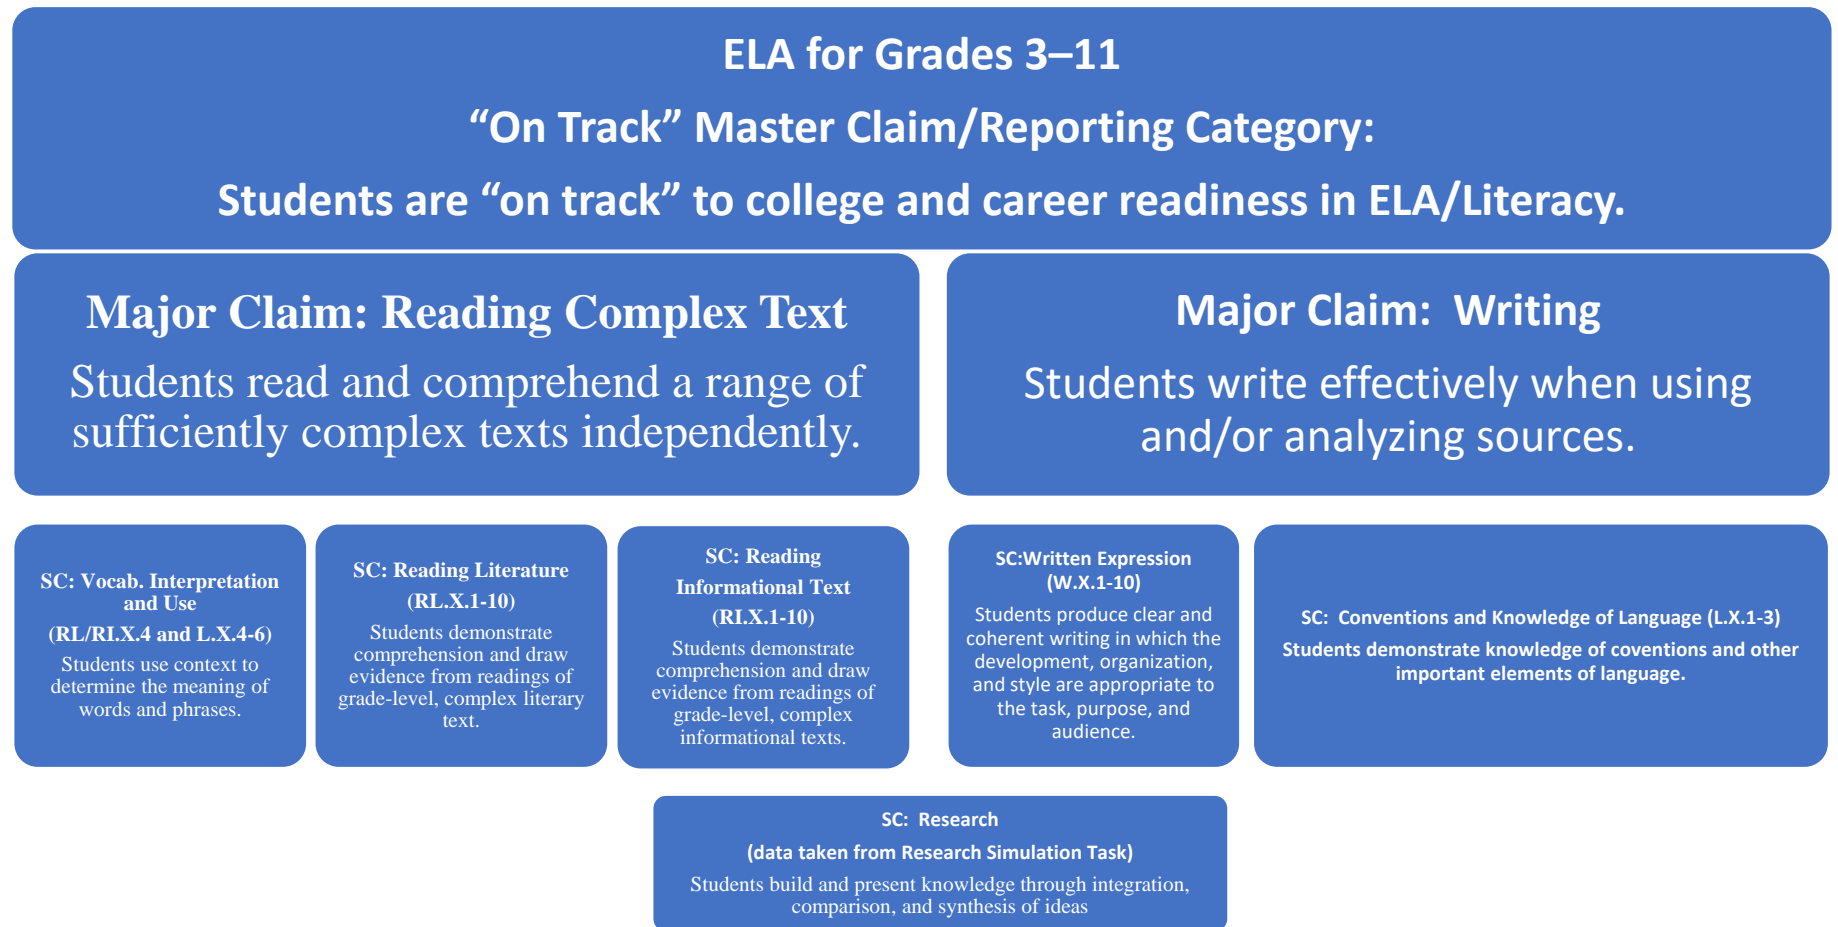 ELA for Grades 3–11
“On Track” Master Claim/Reporting Category:
Students are “on track” to college and career readiness in ELA/Literacy.
Major Claim: Reading Complex Text
Students read and comprehend a range of
sufficiently complex texts independently.
Major Claim:  Writing
Students write effectively when using
and/or analyzing sources.
SC: Vocab. Interpretation
and Use
(RL/RI.X.4 and L.X.4-6)
Students use context to
determine the meaning of
words and phrases.
SC: Reading Literature
(RL.X.1-10)
Students demonstrate
comprehension and draw
evidence from readings of
grade-level, complex literary
text.
SC: Reading
Informational Text
(RI.X.1-10)
Students demonstrate
comprehension and draw
evidence from readings of
grade-level, complex
informational texts.
SC:Written Expression
(W.X.1-10)
Students produce clear and
coherent writing in which the
development, organization,
and style are appropriate to
the task, purpose, and
audience.
SC:  Conventions and Knowledge of Language (L.X.1-3)
Students demonstrate knowledge of coventions and other
important elements of language.
SC:  Research
(data taken from Research Simulation Task)
Students build and present knowledge through integration,
comparison, and synthesis of ideas